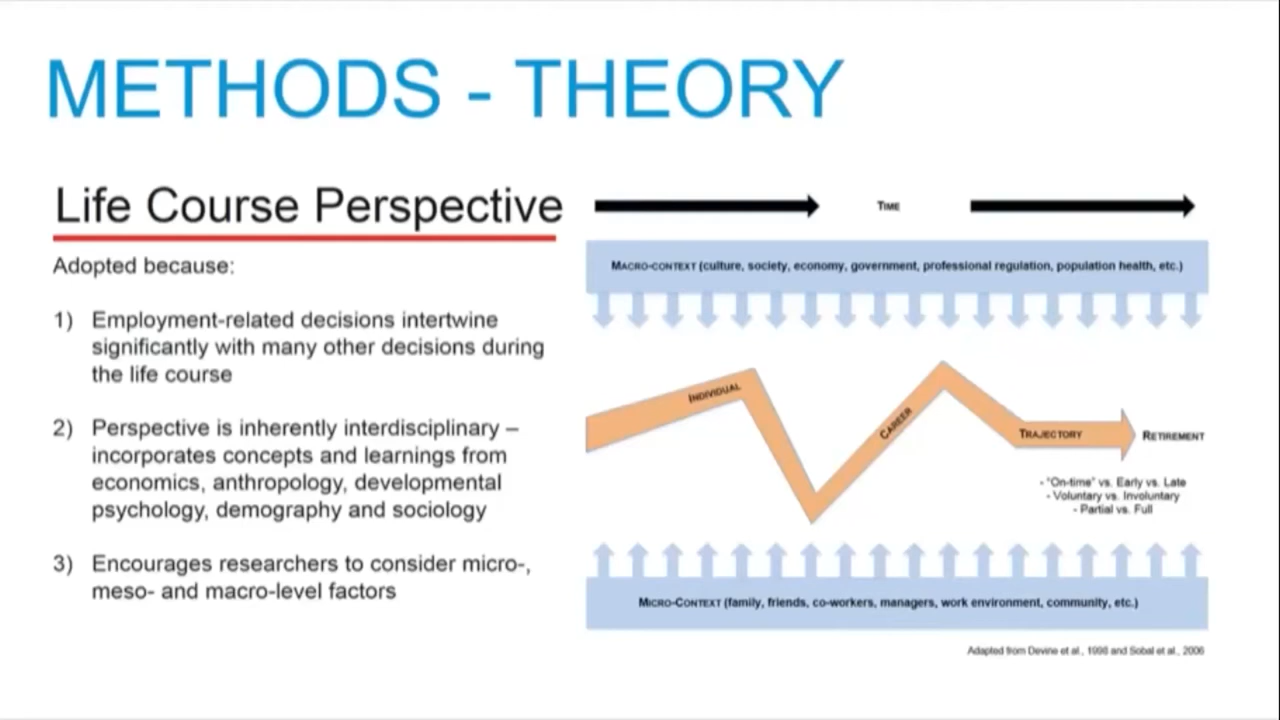 METHODS - THEORY
Life Course Perspective
Adopted because:
1) Employment-related decisions intertwine
significantly with many other decisions during
the life course
2) Perspective is inherently interdisciplinary –
incorporates concepts and learnings from
economics, anthropology, developmental
psychology, demography and sociology
3) Encourages researchers to consider micro-,
meso- and macro-level factors
TIME
MACRO-CONTEXT (culture, society, economy, government, professional regulation, population health, etc.)
INDIVIDUAL
CAREER
TRAJECTORY
RETIREMENT
- "On-time" vs. Early vs. Late
- Voluntary vs. Involuntary
- Partial vs. Full
MICRO-CONTEXT (family, friends, co-workers, managers, work environment, community, etc.)
Adapted from Devine et al., 1998 and Sobal et al., 2006